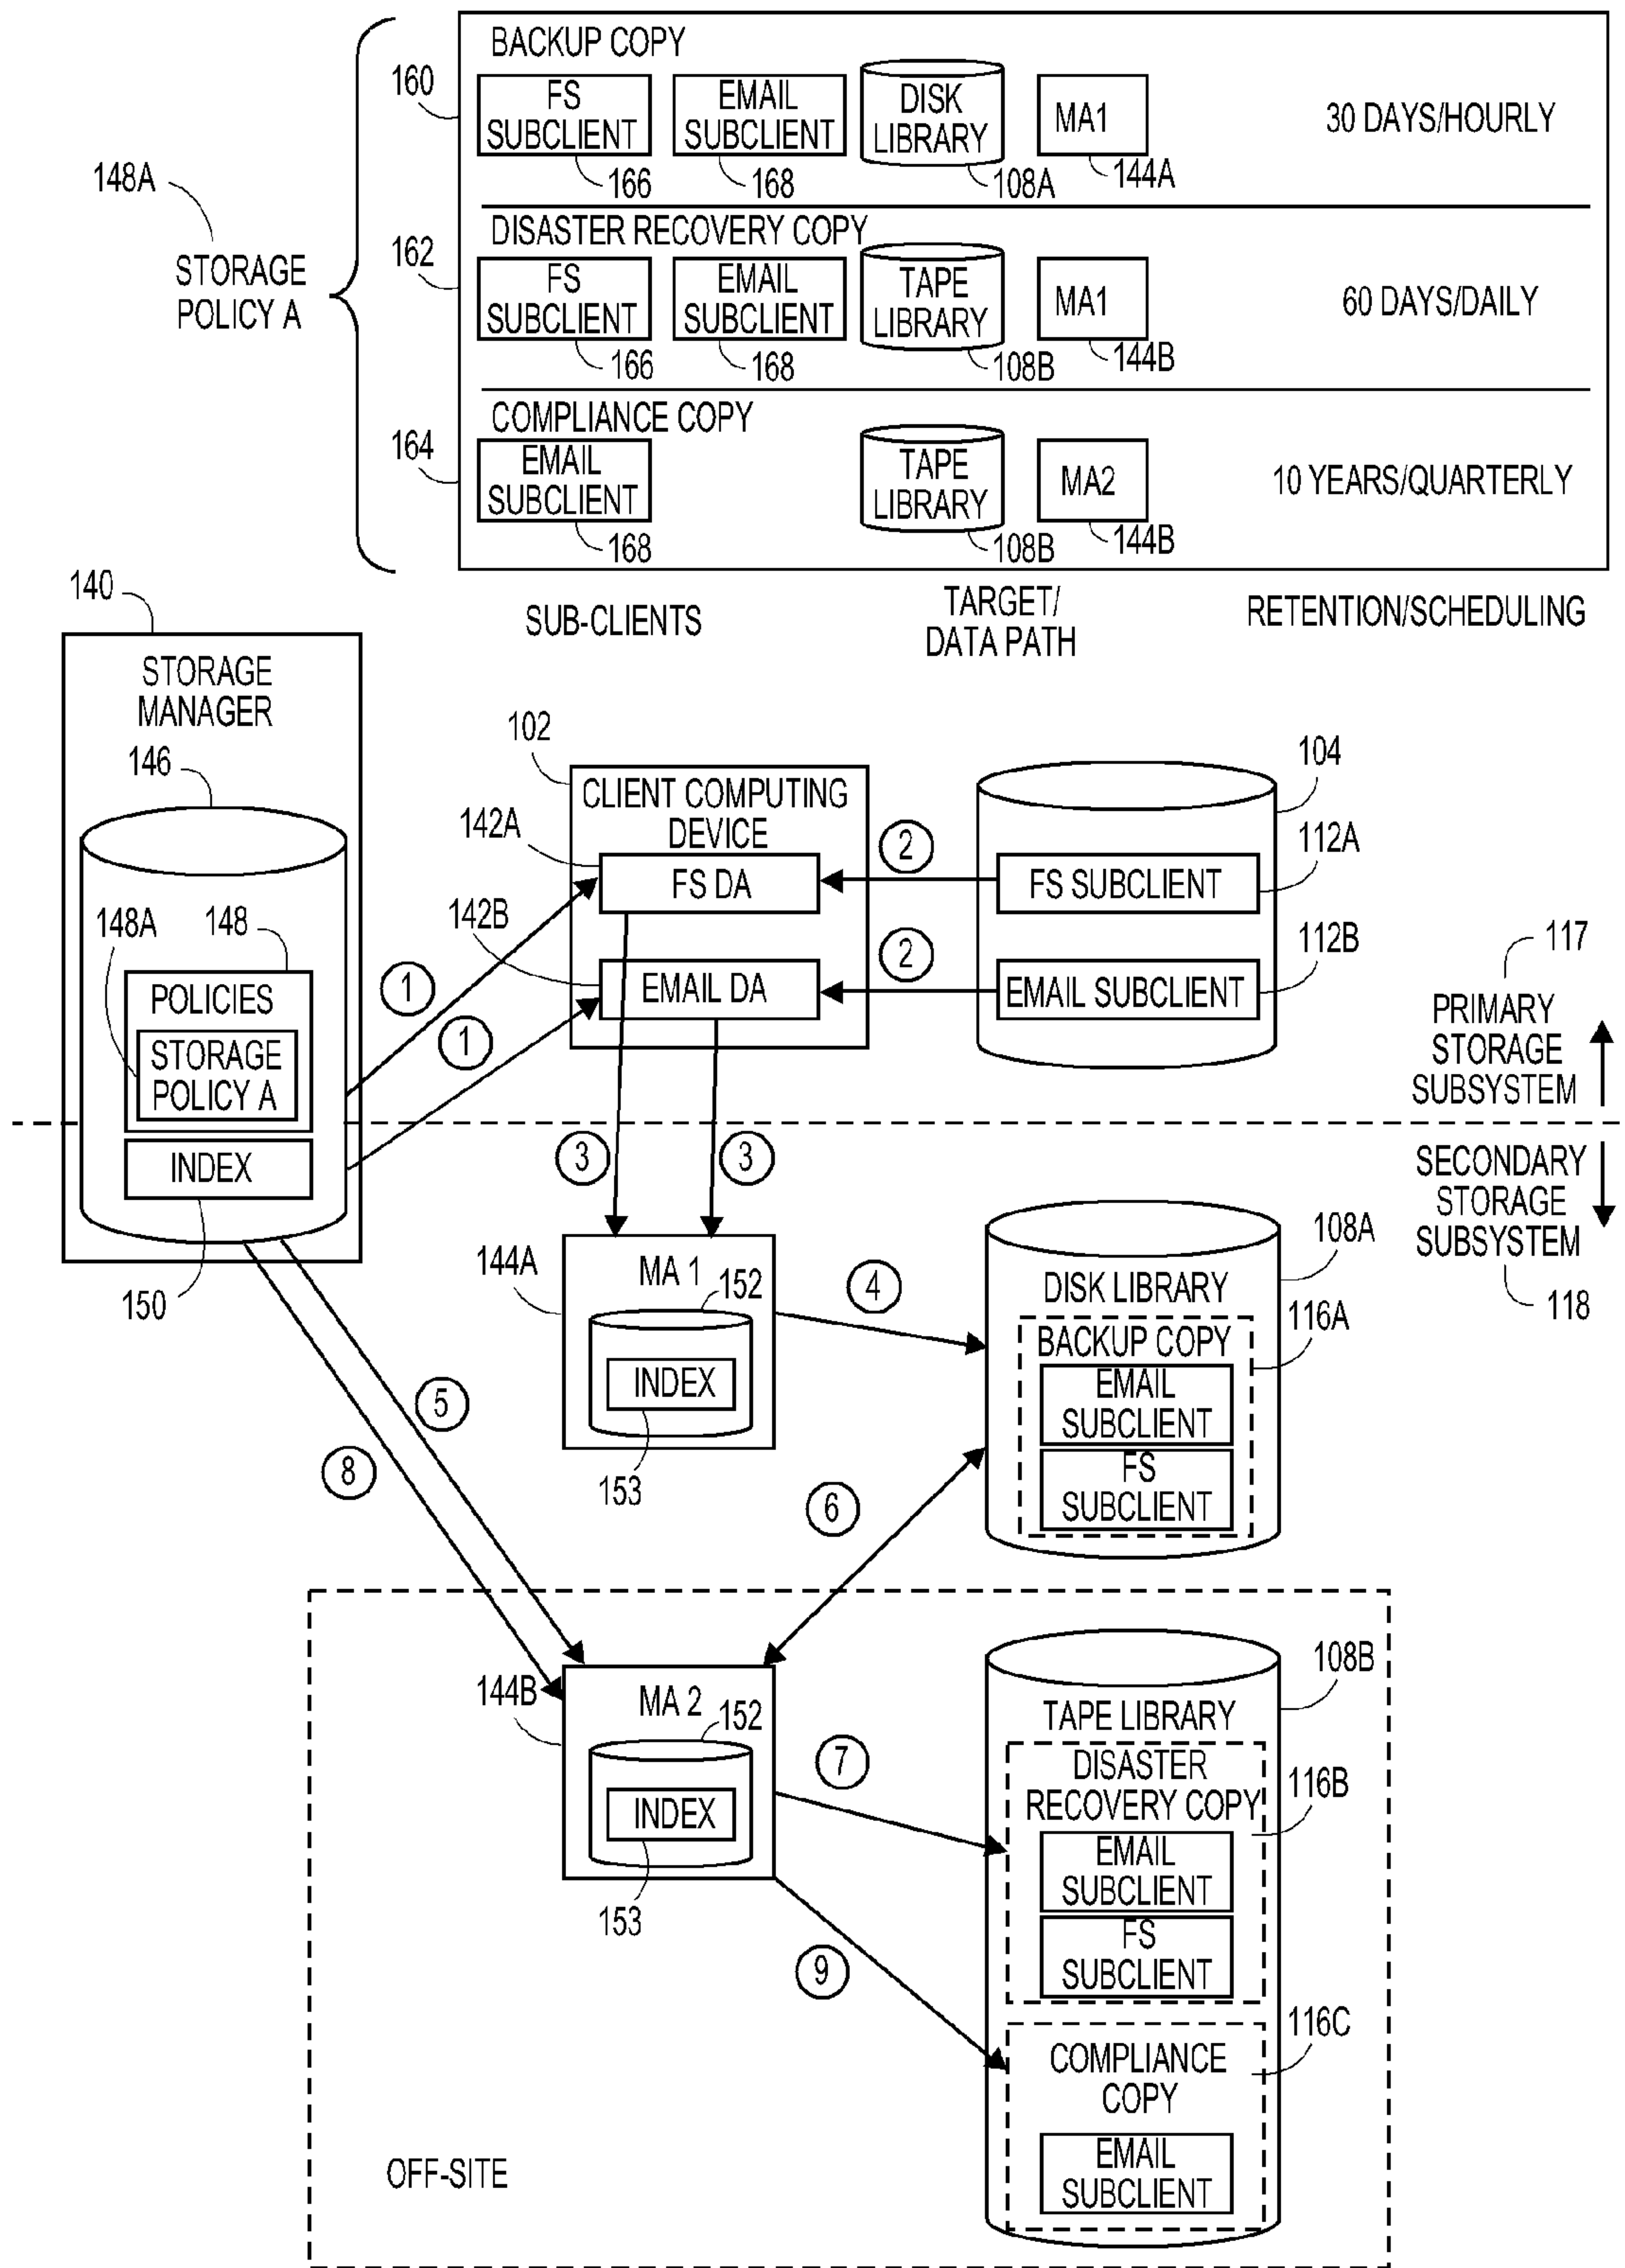 BACKUP COPY
160
FS
SUBCLIENT
166
EMAIL
SUBCLIENT
168
DISK
LIBRARY
108A
MA1
144A
30 DAYS/HOURLY
148A
STORAGE
POLICY A
DISASTER RECOVERY COPY
162
FS
SUBCLIENT
166
EMAIL
SUBCLIENT
168
TAPE
LIBRARY
108B
MA1
144B
60 DAYS/DAILY
COMPLIANCE COPY
164
EMAIL
SUBCLIENT
168
TAPE
LIBRARY
108B
MA2
144B
10 YEARS/QUARTERLY
SUB-CLIENTS
TARGET/
DATA PATH
RETENTION/SCHEDULING
140
STORAGE
MANAGER
146
148A
148
POLICIES
STORAGE
POLICY A
INDEX
150
102
CLIENT COMPUTING
DEVICE
142A
FS DA
142B
EMAIL DA
1
1
2
2
104
FS SUBCLIENT
112A
EMAIL SUBCLIENT
112B
117
PRIMARY
STORAGE
SUBSYSTEM
SECONDARY
STORAGE
SUBSYSTEM
118
3
3
144A
MA 1
152
INDEX
153
4
108A
DISK LIBRARY
116A
BACKUP COPY
EMAIL
SUBCLIENT
FS
SUBCLIENT
5
8
6
144B
MA 2
152
INDEX
153
7
9
108B
TAPE LIBRARY
DISASTER
RECOVERY COPY
116B
EMAIL
SUBCLIENT
FS
SUBCLIENT
116C
COMPLIANCE
COPY
EMAIL
SUBCLIENT
OFF-SITE